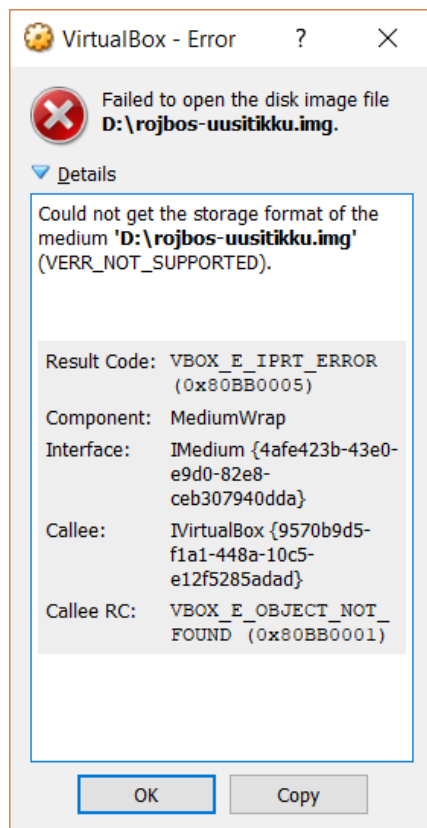 VirtualBox - Error ?
Failed to open the disk image file
D:\rojbos-uusitikku.img.
Details
Could not get the storage format of the
medium 'D:\rojbos-uusitikku.img'
(VERR_NOT_SUPPORTED).
Result Code: VBOX_E_IPRT_ERROR
(0x80BB0005)
Component: MediumWrap
Interface: IMedium {4afe423b-43e0-
e9d0-82e8-
ceb307940dda}
Callee: IVirtualBox {9570b9d5-
f1a1-448a-10c5-
e12f5285adad}
Callee RC: VBOX_E_OBJECT_NOT_
FOUND (0x80BB0001)
OK Copy